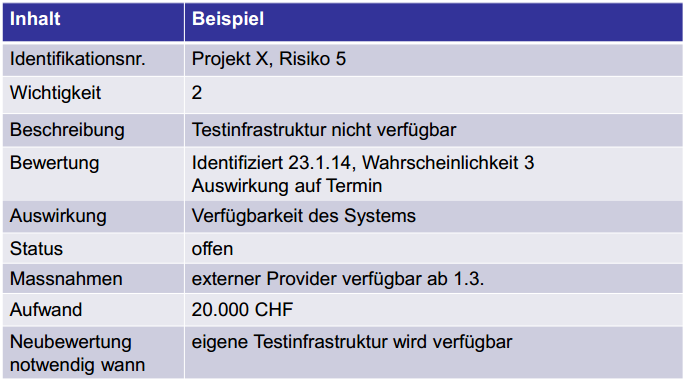 Inhalt Beispiel
Identifikationsnr. Projekt X, Risiko 5
Wichtigkeit 2
Beschreibung Testinfrastruktur nicht verfügbar
Bewertung Identifiziert 23.1.14, Wahrscheinlichkeit 3
Auswirkung auf Termin
Auswirkung Verfügbarkeit des Systems
Status offen
Massnahmen externer Provider verfügbar ab 1.3.
Aufwand 20.000 CHF
Neubewertung eigene Testinfrastruktur wird verfügbar
notwendig wann